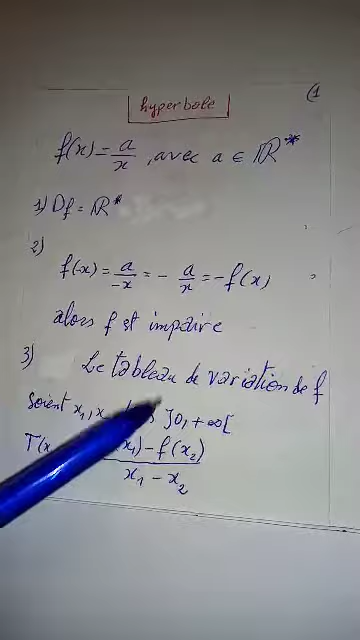 hyperbole
(1
f(x) = a/x , avec a ∈ ℝ*
1) Df = ℝ*
2)
f(-x) = a/-x = - a/x = -f(x)
alors f est impaire
3) Le tableau de variation de f
Soient x₁, x ]0, +∞[
T(x x₁) - f(x₂)
x₁ - x₂